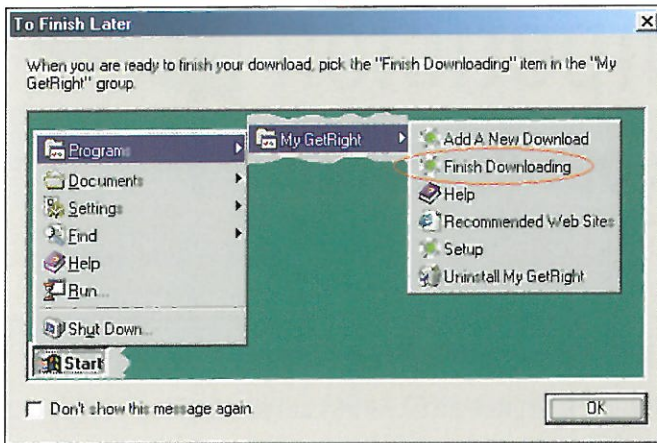 To Finish Later
When you are ready to finish your download, pick the "Finish Downloading" item in the "My
GetRight" group.
Programs
Documents
Settings
Find
Help
Run...
Shut Down...
Start
My GetRight
Add A New Download
Finish Downloading
Help
Recommended Web Sites
Setup
Uninstall My GetRight
Don't show this message again.
OK